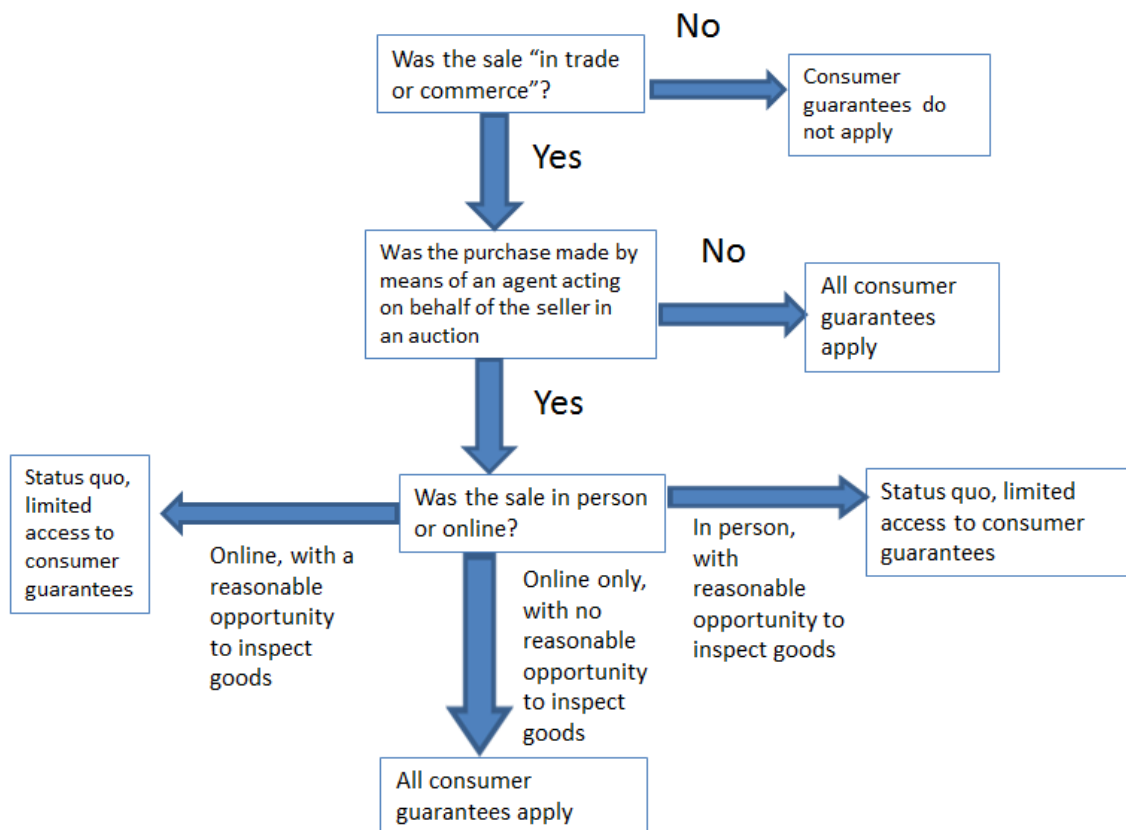 No
Was the sale “in trade
or commerce”?
Consumer
guarantees do
not apply
Yes
Was the purchase made by
means of an agent acting
on behalf of the seller in
an auction
No
All consumer
guarantees
apply
Yes
Status quo,
limited
access to
consumer
guarantees
Was the sale in person
or online?
Status quo, limited
access to consumer
guarantees
Online, with a
reasonable
opportunity
to inspect
goods
Online only,
with no
reasonable
opportunity
to inspect
goods
In person,
with
reasonable
opportunity to
inspect goods
All consumer
guarantees apply